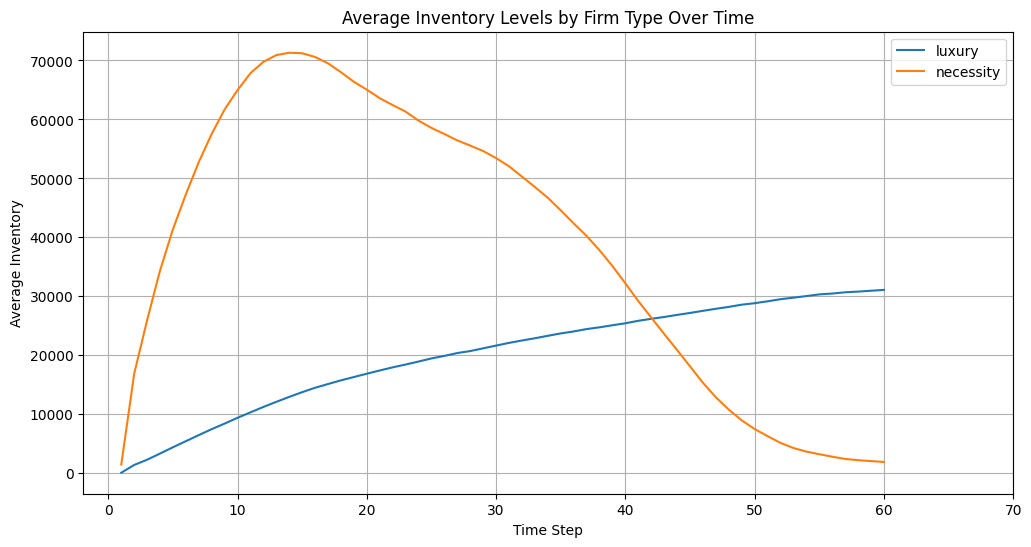 Average Inventory Levels by Firm Type Over Time
luxury
necessity
70000
60000
50000
40000
30000
20000
10000
0
Average Inventory
0 10 20 30 40 50 60 70
Time Step